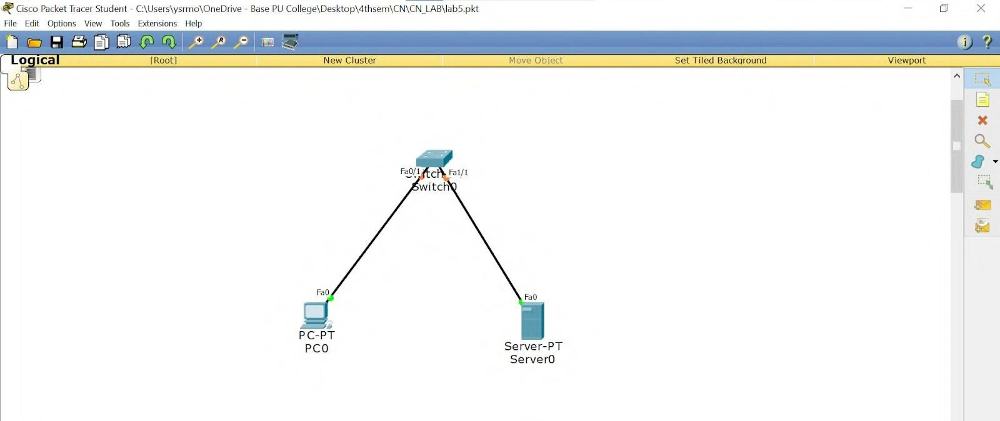 Cisco Packet Tracer Student - C:\Users\ysrmo\OneDrive - Base PU College\Desktop\4thsem\CN\CN_LAB\lab5.pkt
File Edit Options View Tools Extensions Help
Logical [Root] New Cluster Move Object Set Tiled Background Viewport
Fa0/1 Fa1/1
Switch0
Fa0 Fa0
PC-PT
PC0
Server-PT
Server0